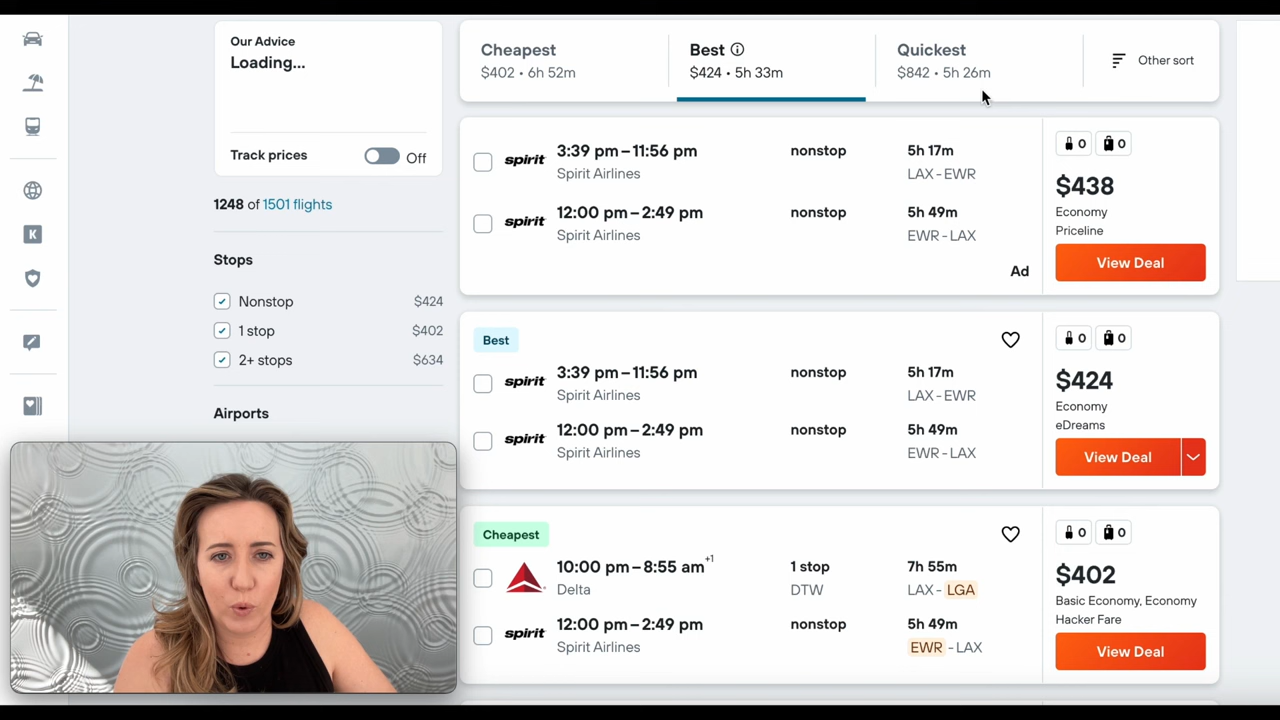 Our Advice
Loading...
Track prices
Off
1248 of 1501 flights
Stops
Nonstop $424
1 stop $402
2+ stops $634
Airports
K
Cheapest
$402 • 6h 52m
Best
$424 • 5h 33m
Quickest
$842 • 5h 26m
Other sort
spirit 3:39 pm – 11:56 pm nonstop 5h 17m
Spirit Airlines LAX - EWR
spirit 12:00 pm – 2:49 pm nonstop 5h 49m
Spirit Airlines EWR - LAX
Ad
0 0
$438
Economy
Priceline
View Deal
Best
spirit 3:39 pm – 11:56 pm nonstop 5h 17m
Spirit Airlines LAX - EWR
spirit 12:00 pm – 2:49 pm nonstop 5h 49m
Spirit Airlines EWR - LAX
0 0
$424
Economy
eDreams
View Deal
Cheapest
10:00 pm – 8:55 am+1 1 stop 7h 55m
Delta DTW LAX - LGA
spirit 12:00 pm – 2:49 pm nonstop 5h 49m
Spirit Airlines EWR - LAX
0 0
$402
Basic Economy, Economy
Hacker Fare
View Deal